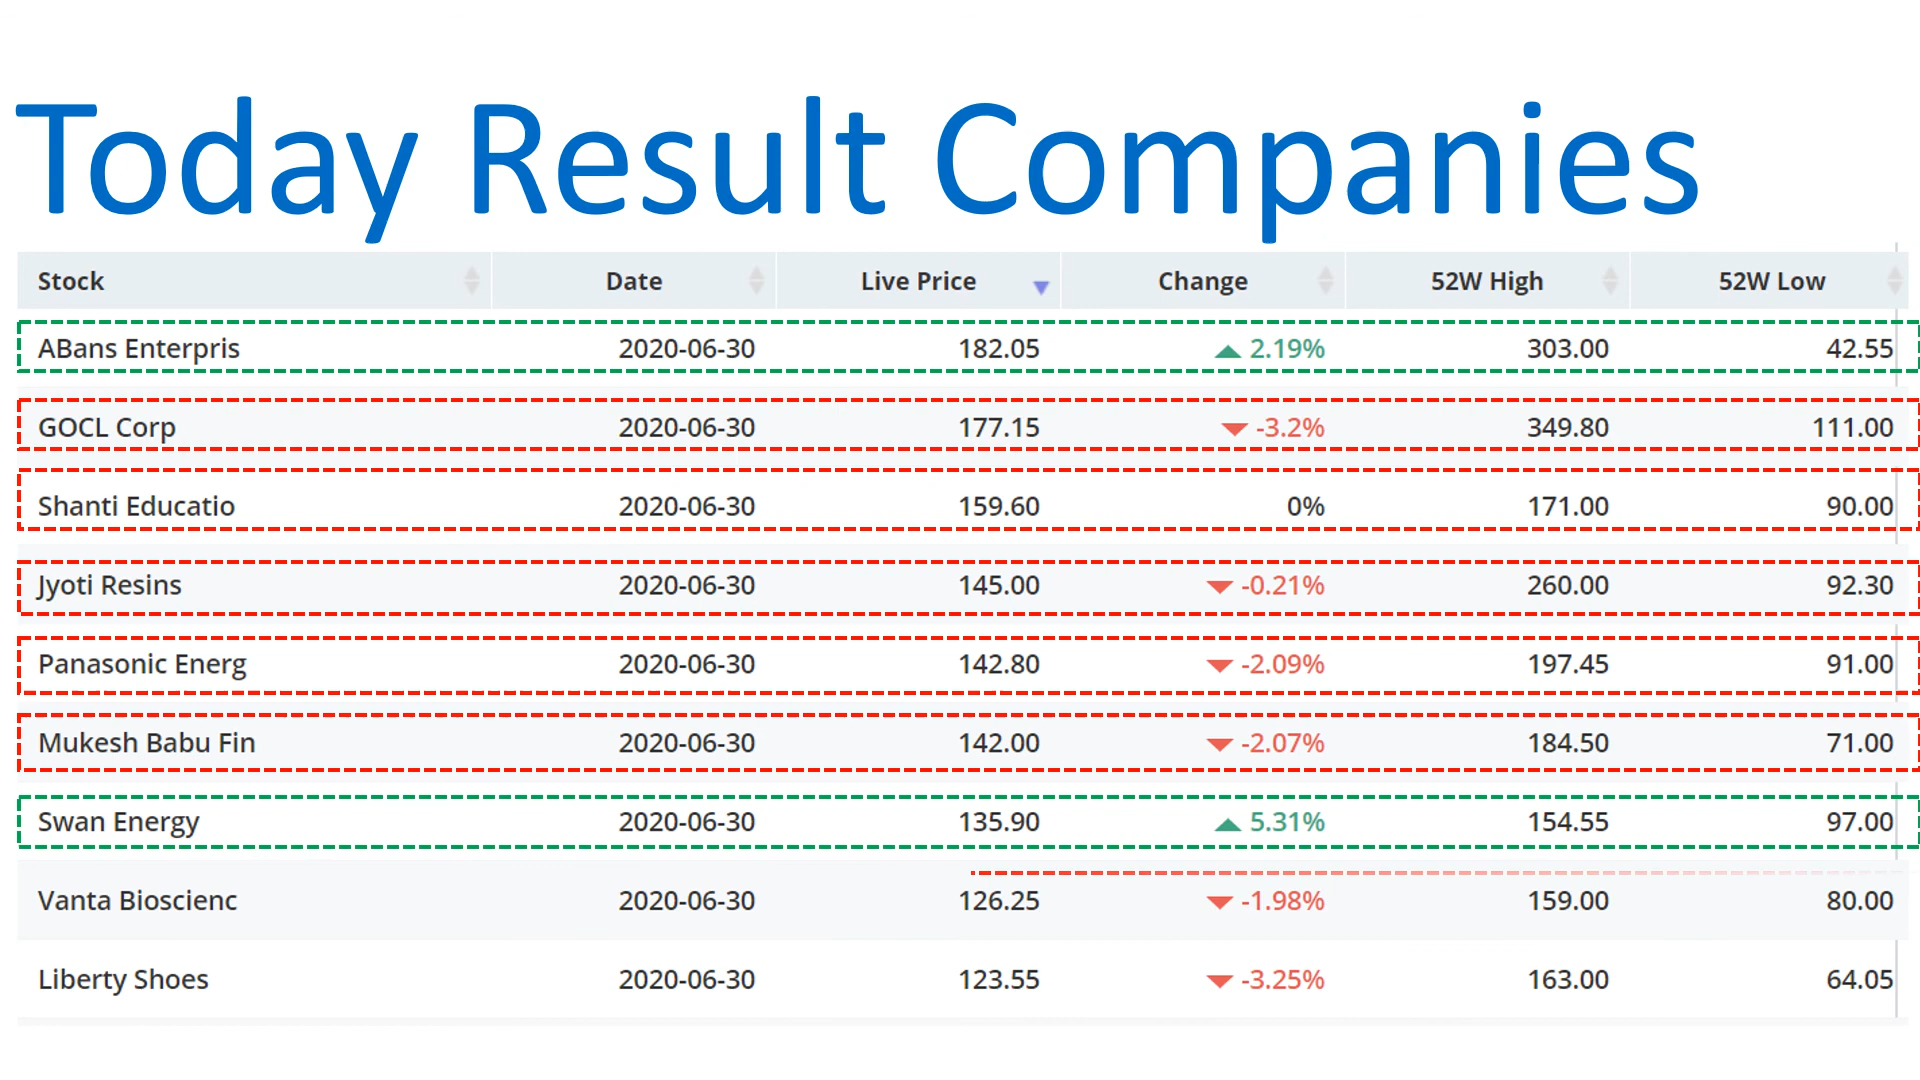 Today Result Companies
Stock Date Live Price Change 52W High 52W Low
ABans Enterpris 2020-06-30 182.05 2.19% 303.00 42.55
GOCL Corp 2020-06-30 177.15 -3.2% 349.80 111.00
Shanti Educatio 2020-06-30 159.60 0% 171.00 90.00
Jyoti Resins 2020-06-30 145.00 -0.21% 260.00 92.30
Panasonic Energ 2020-06-30 142.80 -2.09% 197.45 91.00
Mukesh Babu Fin 2020-06-30 142.00 -2.07% 184.50 71.00
Swan Energy 2020-06-30 135.90 5.31% 154.55 97.00
Vanta Bioscienc 2020-06-30 126.25 -1.98% 159.00 80.00
Liberty Shoes 2020-06-30 123.55 -3.25% 163.00 64.05